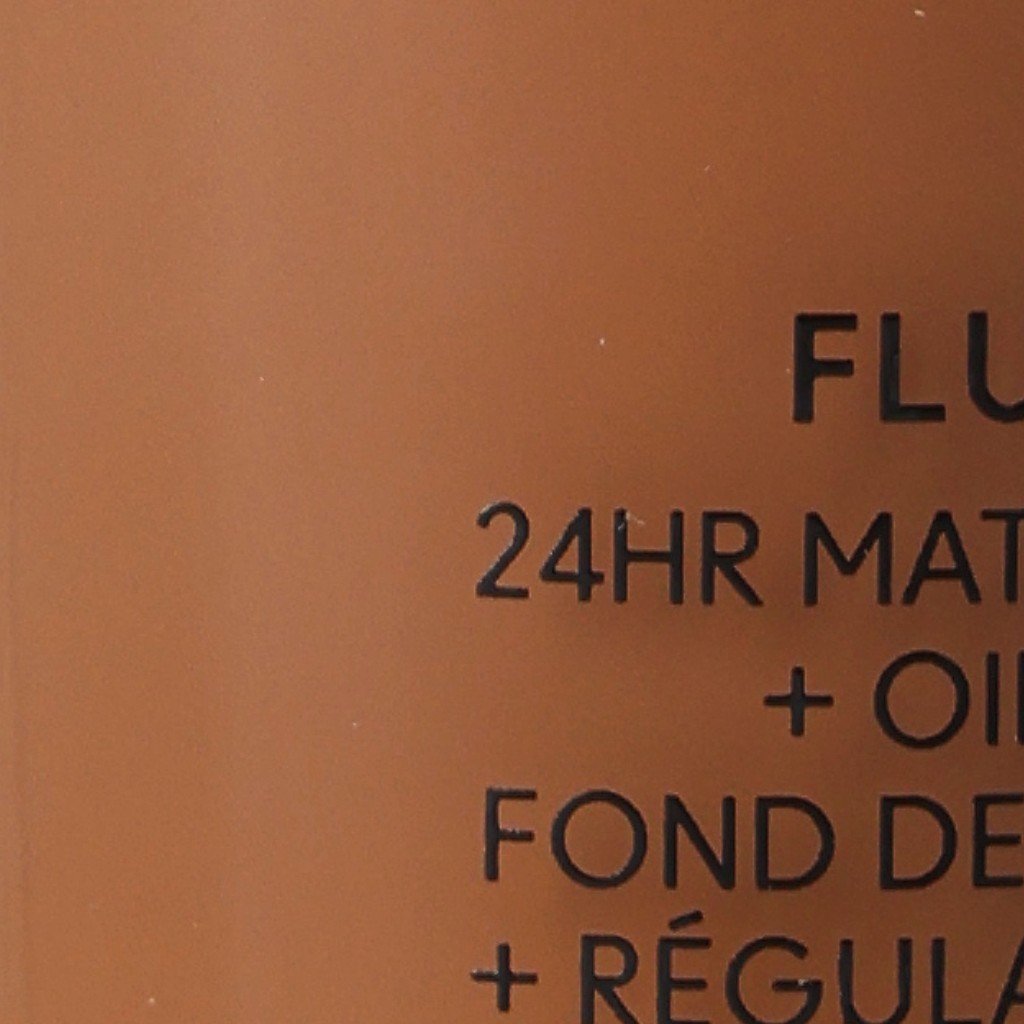 FLU
24HR MAT
+ OI
FOND DE
+ RÉGULA